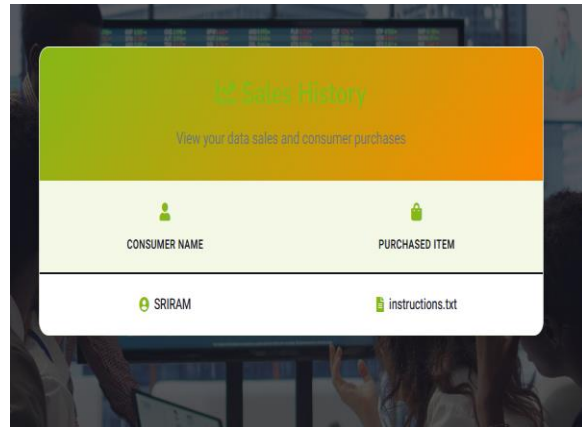 Sales History
View your data sales and consumer purchases
CONSUMER NAME PURCHASED ITEM
SRIRAM instructions.txt